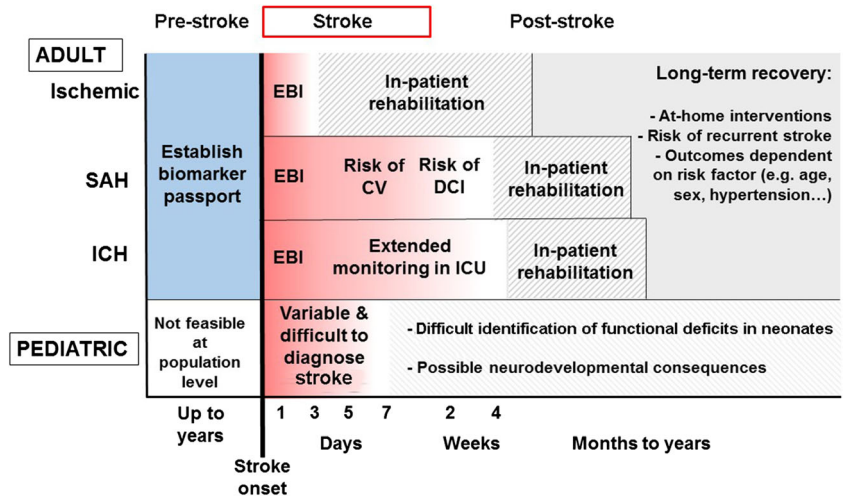 Pre-stroke
Stroke
Post-stroke
ADULT
Ischemic
SAH
ICH
PEDIATRIC
Establish
biomarker
passport
Not feasible
at
population
level
EBI
In-patient
rehabilitation
EBI
Risk of
CV
Risk of
DCI
In-patient
rehabilitation
EBI
Extended
monitoring in ICU
In-patient
rehabilitation
Long-term recovery:
- At-home interventions
- Risk of recurrent stroke
- Outcomes dependent
on risk factor (e.g. age,
sex, hypertension...)
Variable &
difficult to
diagnose
stroke
- Difficult identification of functional deficits in neonates
- Possible neurodevelopmental consequences
Up to
years
1 3 5 7 2 4
Days
Weeks
Months to years
Stroke
onset